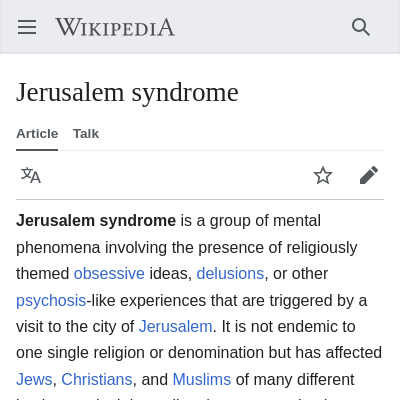 WIKIPEDIA
Jerusalem syndrome
Article Talk
Jerusalem syndrome is a group of mental
phenomena involving the presence of religiously
themed obsessive ideas, delusions, or other
psychosis-like experiences that are triggered by a
visit to the city of Jerusalem. It is not endemic to
one single religion or denomination but has affected
Jews, Christians, and Muslims of many different